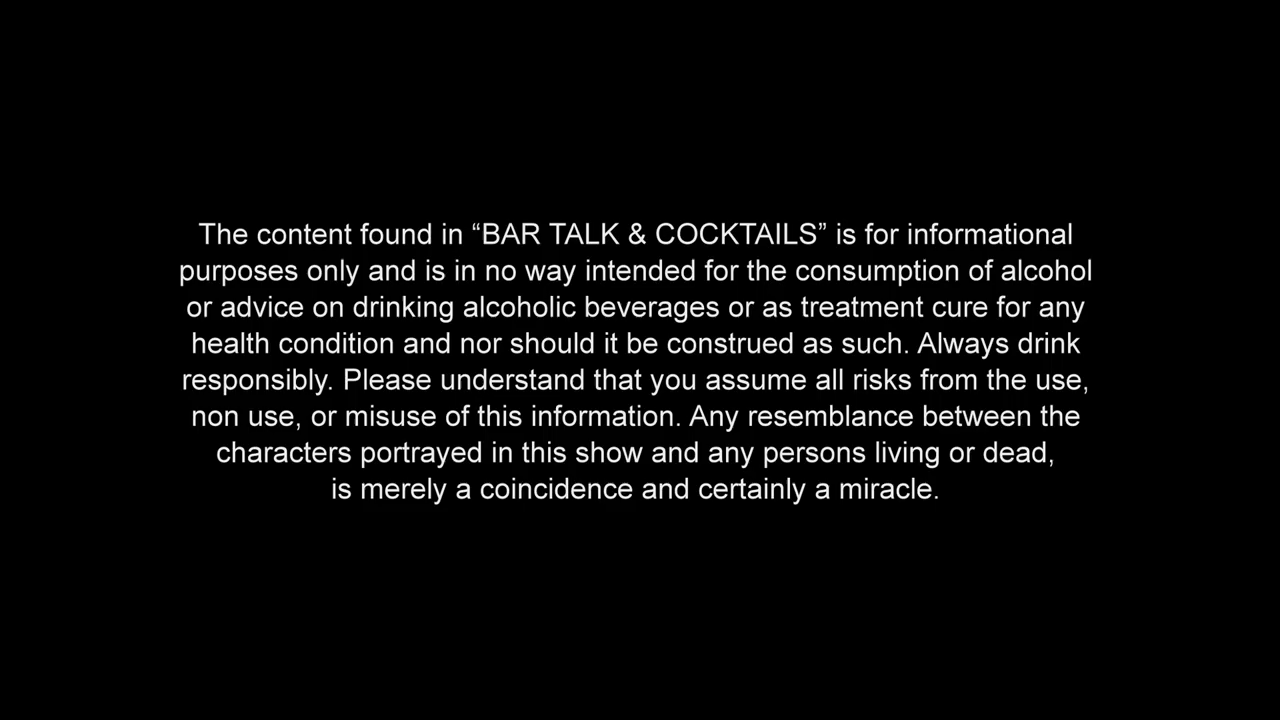 The content found in “BAR TALK & COCKTAILS” is for informational
purposes only and is in no way intended for the consumption of alcohol
or advice on drinking alcoholic beverages or as treatment cure for any
health condition and nor should it be construed as such. Always drink
responsibly. Please understand that you assume all risks from the use,
non use, or misuse of this information. Any resemblance between the
characters portrayed in this show and any persons living or dead,
is merely a coincidence and certainly a miracle.